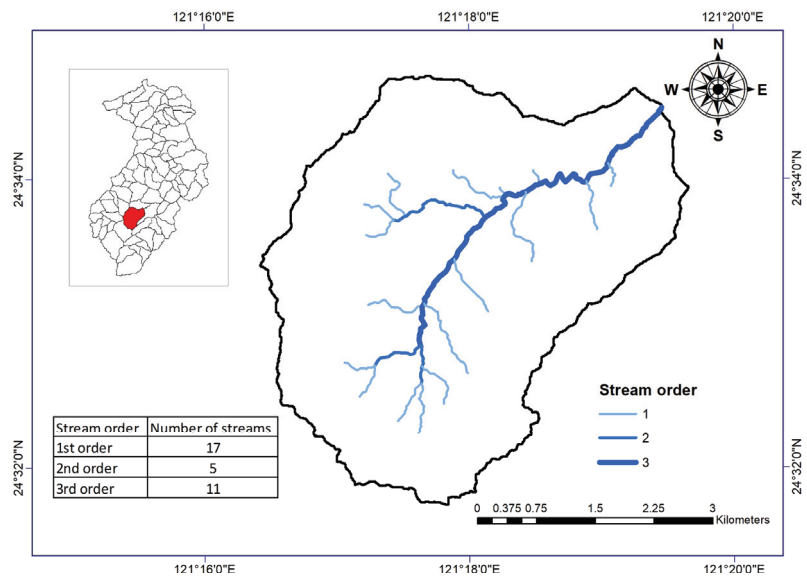 121°16'0"E
121°18'0"E
121°20'0"E
N
W
E
S
24°34'0"N
24°34'0"N
Stream order
1
2
3
Stream order Number of streams
1st order 17
2nd order 5
3rd order 11
24°32'0"N
24°32'0"N
0 0.375 0.75 1.5 2.25 3
Kilometers
121°16'0"E
121°18'0"E
121°20'0"E